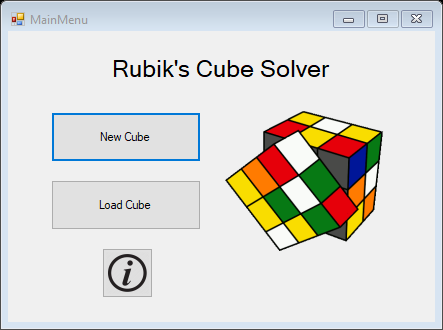 MainMenu
Rubik's Cube Solver
New Cube
Load Cube
i